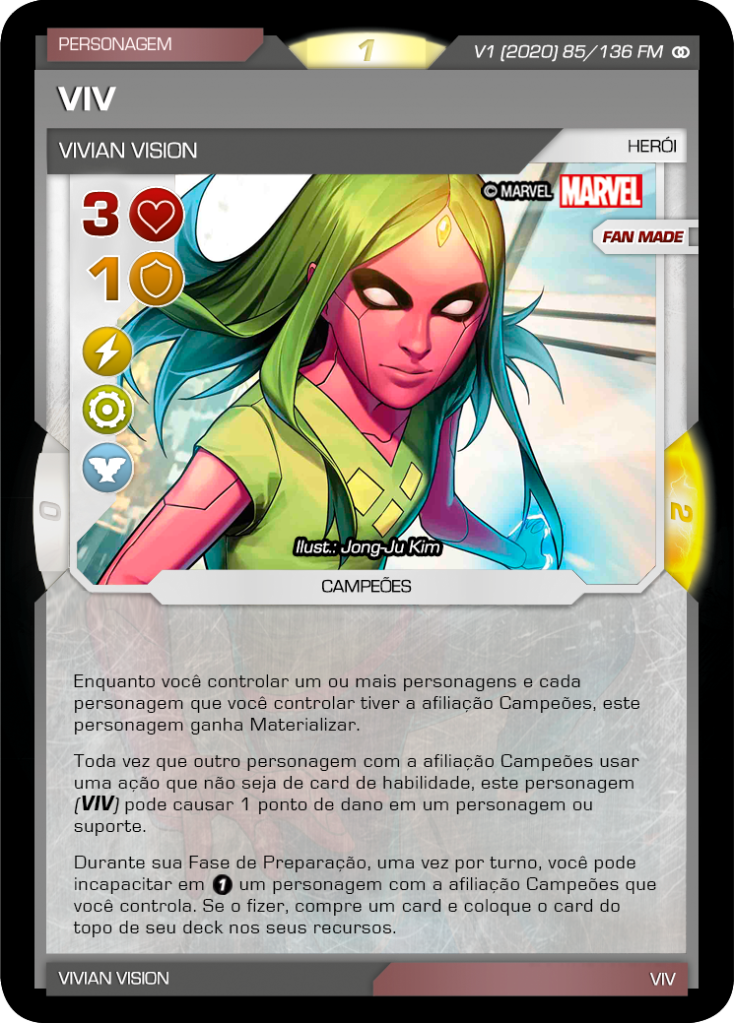 PERSONAGEM
1
V1 (2020) 85/136 FM
VIV
VIVIAN VISION
HERÓI
© MARVEL MARVEL
3
FAN MADE
1
0
2
Ilust.: Jong-Ju Kim
CAMPEÕES
Enquanto você controlar um ou mais personagens e cada
personagem que você controlar tiver a afiliação Campeões, este
personagem ganha Materializar.
Toda vez que outro personagem com a afiliação Campeões usar
uma ação que não seja de card de habilidade, este personagem
(VIV) pode causar 1 ponto de dano em um personagem ou
suporte.
Durante sua Fase de Preparação, uma vez por turno, você pode
incapacitar em 1 um personagem com a afiliação Campeões que
você controla. Se o fizer, compre um card e coloque o card do
topo de seu deck nos seus recursos.
VIVIAN VISION
VIV